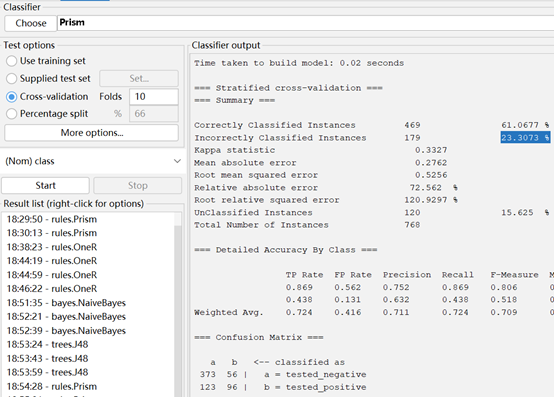 Classifier
Choose Prism
Test options
Use training set
Supplied test set Set...
Cross-validation Folds 10
Percentage split % 66
More options...
(Nom) class
Start Stop
Result list (right-click for options)
18:29:50 - rules.Prism
18:30:13 - rules.Prism
18:38:23 - rules.OneR
18:44:19 - rules.OneR
18:44:59 - rules.OneR
18:46:22 - rules.OneR
18:51:35 - bayes.NaiveBayes
18:52:21 - bayes.NaiveBayes
18:52:39 - bayes.NaiveBayes
18:53:24 - trees.J48
18:53:43 - trees.J48
18:53:59 - trees.J48
18:54:28 - rules.Prism
Classifier output
Time taken to build model: 0.02 seconds
=== Stratified cross-validation ===
=== Summary ===
Correctly Classified Instances 469 61.0677 %
Incorrectly Classified Instances 179 23.3073 %
Kappa statistic 0.3327
Mean absolute error 0.2762
Root mean squared error 0.5256
Relative absolute error 72.562 %
Root relative squared error 120.9297 %
UnClassified Instances 120 15.625 %
Total Number of Instances 768
=== Detailed Accuracy By Class ===
TP Rate FP Rate Precision Recall F-Measure M
0.869 0.562 0.752 0.869 0.806 0
0.438 0.131 0.632 0.438 0.518 0
Weighted Avg. 0.724 0.416 0.711 0.724 0.709 0
=== Confusion Matrix ===
a b <-- classified as
373 56 | a = tested_negative
123 96 | b = tested_positive